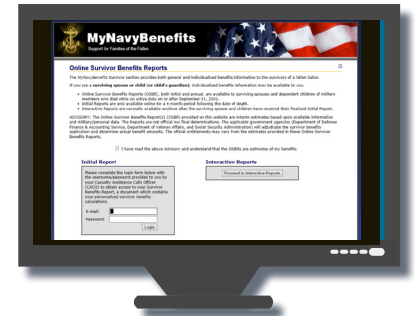 MyNavyBenefits
Support for Families of the Fallen
Online Survivor Benefits Reports
The MyNavyBenefits Survivor section provides both general and individualized benefits information to the survivors of a fallen Sailor.
If you are a surviving spouse or child (or child's guardian), individualized benefits information may be available to you.
• Online Survivor Benefits Reports (OSBR), both initial and annual, are available to surviving spouses and dependent children of military
members who died while on active duty on or after September 11, 2001.
• Initial Reports are only available online for a 4 month period following the date of death.
• Interactive Reports are normally available anytime after the surviving spouses and children have received their finalized Initial Report.
ADVISORY: The Online Survivor Benefits Report(s) (OSBR) provided on this website are interim estimates based upon available information
and military/personal data. The Reports are not official nor final determinations. The applicable government agencies (Department of Defense
Finance & Accounting Service, Department of Veteran Affairs, and Social Security Administration) will adjudicate the survivor benefits
application and determine actual benefit amounts. The official entitlements may vary from the estimates provided in these Online Survivor
Benefits Reports.
I have read the above Advisory and understand that the OSBRs are estimates of my benefits.
Initial Report
Please complete the login form below with
the username/password provided to you by
your Casualty Assistance Calls Officer
(CACO) to obtain access to your Survivor
Benefits Report, a document which contains
your personalized survivor benefits
calculations.
E-mail:
Password:
Login
Interactive Reports
Proceed to Interactive Reports